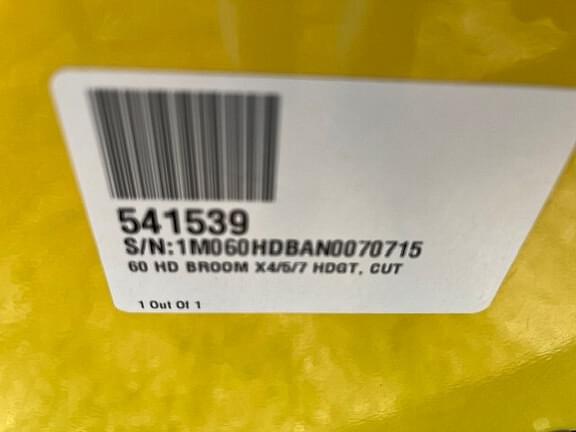 541539
S/N:1M060HDBAN0070715
60 HD BROOM X4/5/7 HDGT, CUT
1 Out Of 1